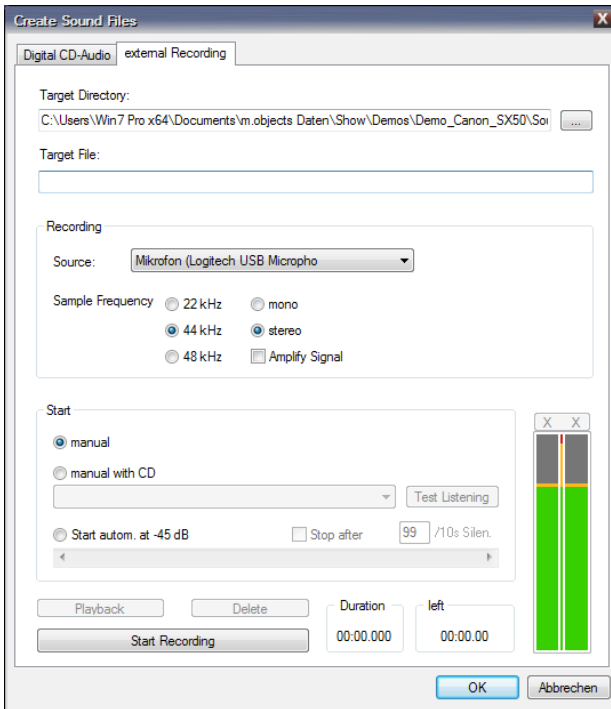 Create Sound Files X
Digital CD-Audio external Recording
Target Directory:
C:\Users\Win7 Pro x64\Documents\m.objects Daten\Show\Demos\Demo_Canon_SX50\Sou ...
Target File:
Recording
Source: Mikrofon (Logitech USB Micropho
Sample Frequency 22 kHz mono
44 kHz stereo
48 kHz Amplify Signal
Start
X X
manual
manual with CD
Test Listening
Start autom. at -45 dB Stop after 99 /10s Silen.
Playback Delete Duration left
Start Recording 00:00.000 00:00.00
OK Abbrechen